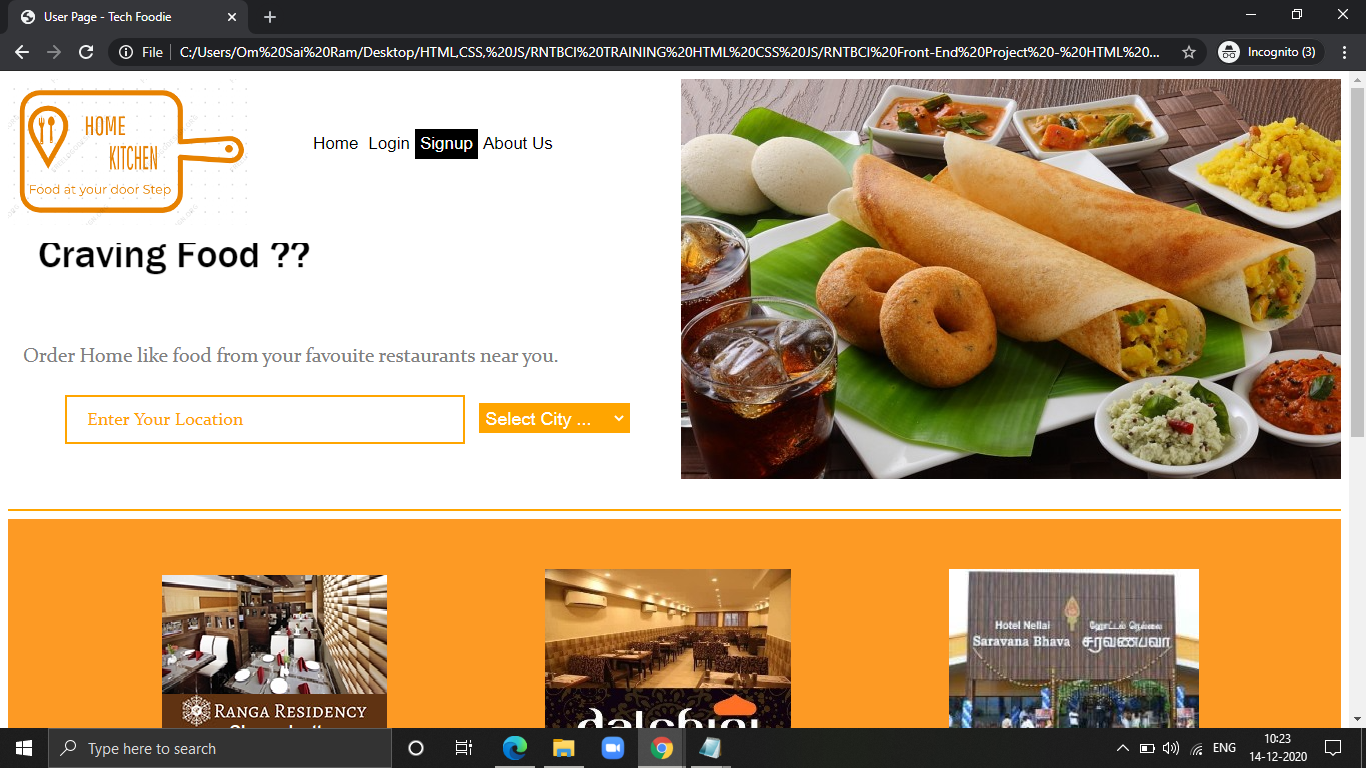 User Page - Tech Foodie
File
C:/Users/Om%20Sai%20Ram/Desktop/HTML,CSS,%20JS/RNTBCI%20TRAINING%20HTML%20CSS%20JS/RNTBCI%20Front-End%20Project%20-%20HTML%20...
Incognito (3)
HOME
KITCHEN
Food at your door Step
Home Login Signup About Us
Craving Food ??
Order Home like food from your favouite restaurants near you.
Enter Your Location
Select City ...
Hotel Nellai
Saravana Bhava
ஹோட்டல் நெல்லை
சரவணபவா
RANGA RESIDENCY
dalchini
Type here to search
ENG
10:23
14-12-2020